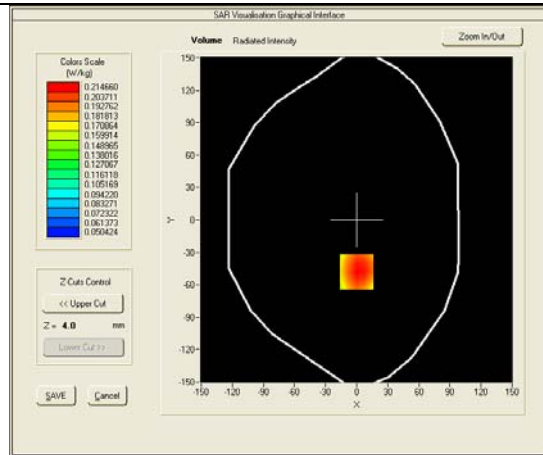 SAR Visualisation Graphical Interface
Volume Radiated Intensity
Zoom In/Out
Colors Scale
(W/kg)
0.214660
0.203711
0.192762
0.181813
0.170864
0.159914
0.148965
0.138016
0.127067
0.116118
0.105169
0.094220
0.083271
0.072322
0.061373
0.050424
Z Cuts Control
<< Upper Cut
Z = 4.0 mm
Lower Cut >>
SAVE Cancel
150-
120-
90-
60-
30-
0-
-30-
-60-
-90-
-120-
-150-
Y
-150 -120 -90 -60 -30 0 30 60 90 120 150
X